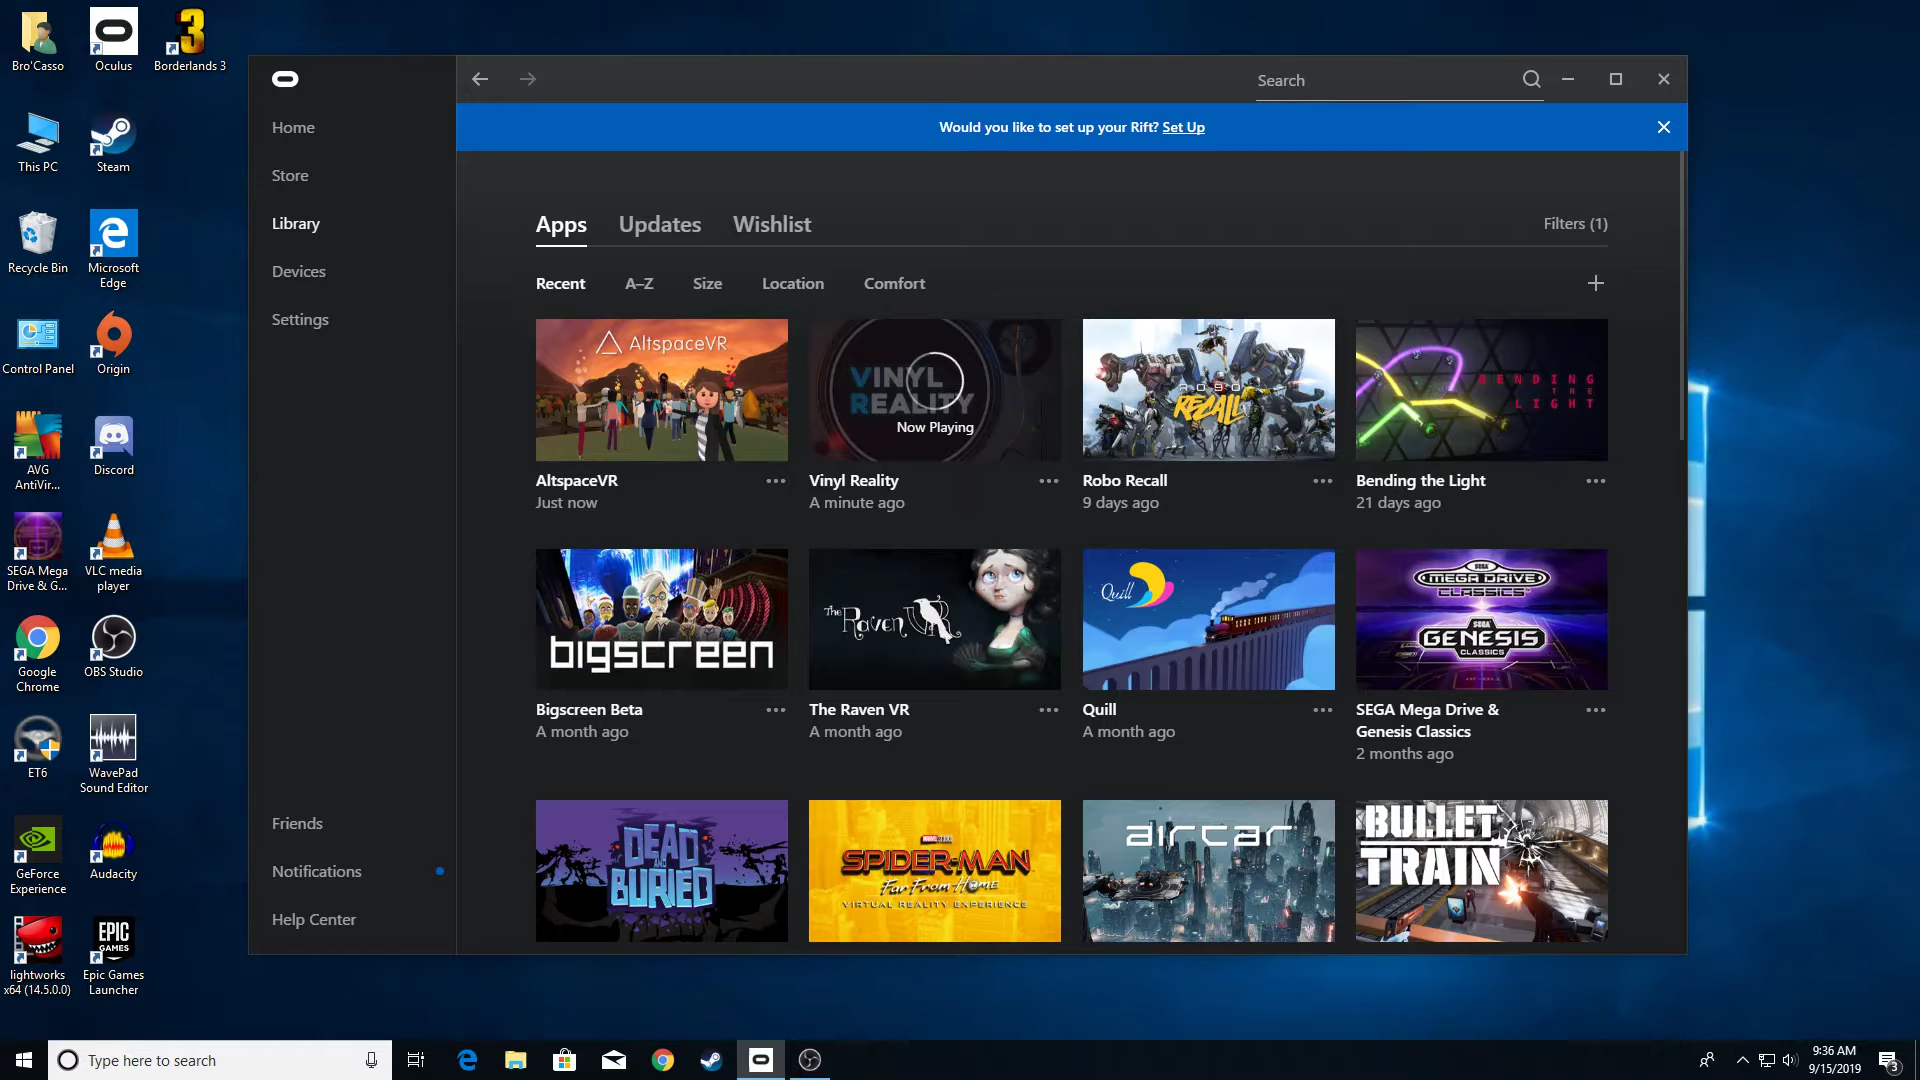 Bro'Casso
Oculus
Borderlands 3
This PC
Steam
Recycle Bin
Microsoft
Edge
Control Panel
Origin
AVG
AntiVir...
Discord
SEGA Mega
Drive & G...
VLC media
player
Google
Chrome
OBS Studio
ET6
WavePad
Sound Editor
GeForce
Experience
Audacity
lightworks
x64 (14.5.0.0)
EPIC
GAMES
Epic Games
Launcher
Home
Store
Library
Devices
Settings
Friends
Notifications
Help Center
Search
Would you like to set up your Rift? Set Up
Apps
Updates
Wishlist
Filters (1)
Recent
A–Z
Size
Location
Comfort
AltspaceVR
VINYL
REALITY
Now Playing
ROBO
RECALL
BENDING
THE
LIGHT
AltspaceVR
Just now
Vinyl Reality
A minute ago
Robo Recall
9 days ago
Bending the Light
21 days ago
bigscreen
The Raven VR
Quill
SEGA
MEGA DRIVE
CLASSICS
SEGA
GENESIS
CLASSICS
Bigscreen Beta
A month ago
The Raven VR
A month ago
Quill
A month ago
SEGA Mega Drive &
Genesis Classics
2 months ago
DEAD
AND
BURIED
MARVEL
SPIDER-MAN
Far From Home
VIRTUAL REALITY EXPERIENCE
aircar
BULLET
TRAIN
Type here to search
9:36 AM
9/15/2019
3